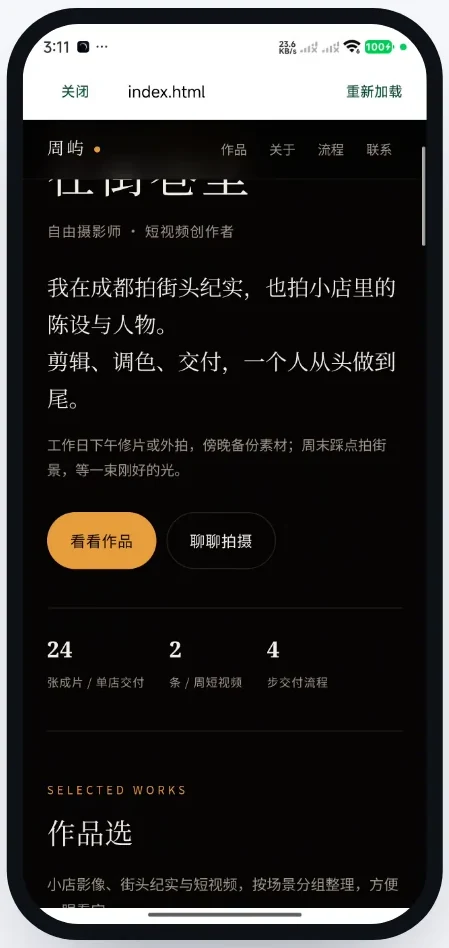 3:11 ···
23.6
KB/s
100+
关闭 index.html 重新加载
周屿 作品 关于 流程 联系
在街巷里
自由摄影师 · 短视频创作者
我在成都拍街头纪实，也拍小店里的
陈设与人物。
剪辑、调色、交付，一个人从头做到
尾。
工作日下午修片或外拍，傍晚备份素材；周末踩点拍街
景，等一束刚好的光。
看看作品 聊聊拍摄
24 2 4
张成片 / 单店交付 条 / 周短视频 步交付流程
SELECTED WORKS
作品选
小店影像、街头纪实与短视频，按场景分组整理，方便